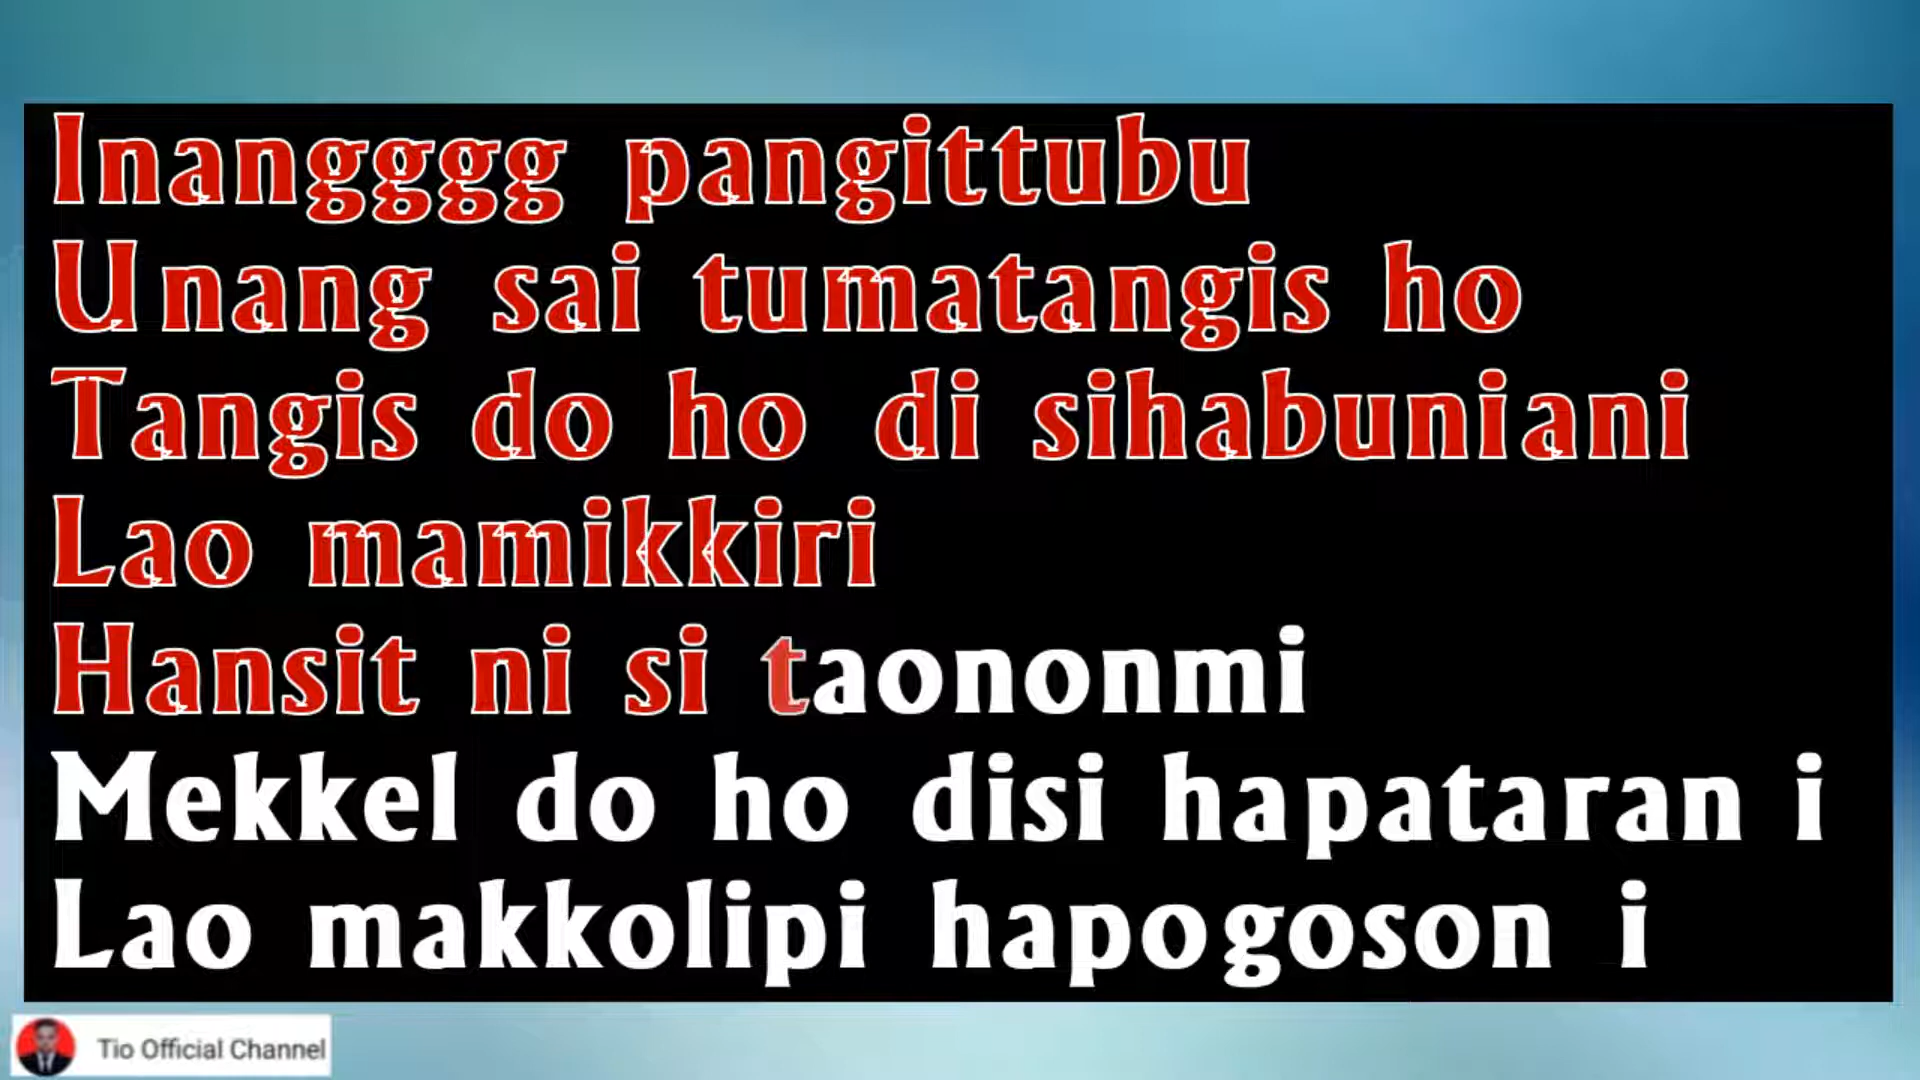 Inangggg pangittubu
Unang sai tumatangis ho
Tangis do ho di sihabuniani
Lao mamikkiri
Hansit ni si taononmi
Mekkel do ho disi hapataran i
Lao makkolipi hapogoson i
Tio Official Channel